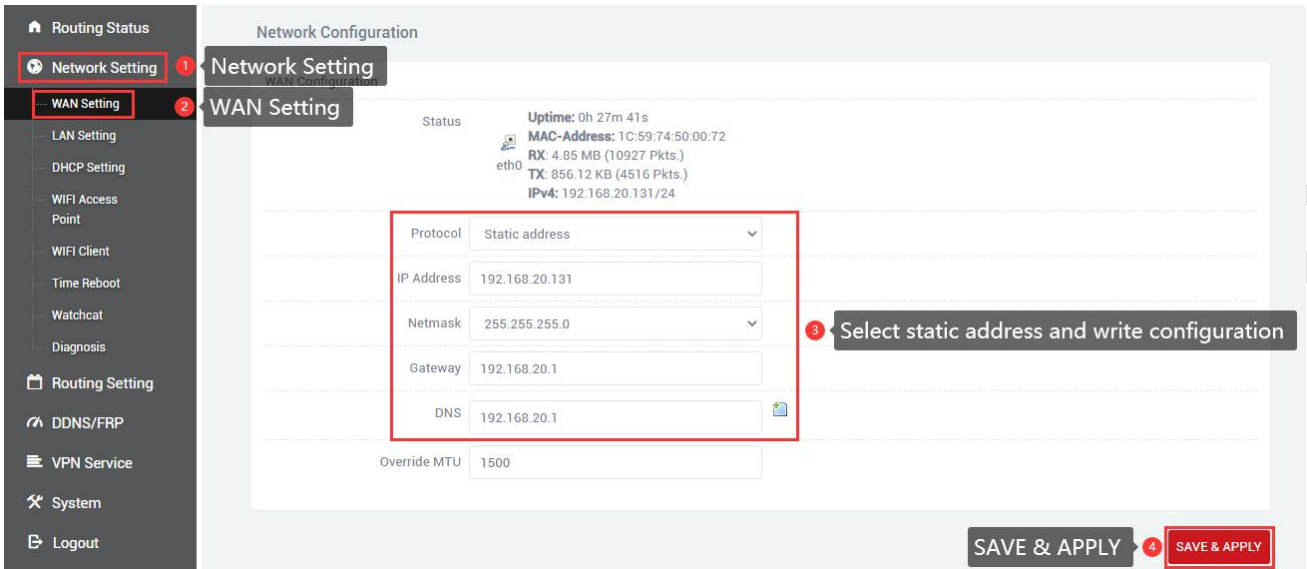 Routing Status
Network Setting
1
Network Setting
WAN Setting
2
WAN Setting
LAN Setting
DHCP Setting
WIFI Access
Point
WIFI Client
Time Reboot
Watchcat
Diagnosis
Routing Setting
DDNS/FRP
VPN Service
System
Logout
Network Configuration
WAN Configuration
Status
eth0
Uptime: 0h 27m 41s
MAC-Address: 1C:59:74:50:00:72
RX: 4.85 MB (10927 Pkts.)
TX: 856.12 KB (4516 Pkts.)
IPv4: 192.168.20.131/24
Protocol Static address
IP Address 192.168.20.131
Netmask 255.255.255.0
3 Select static address and write configuration
Gateway 192.168.20.1
DNS 192.168.20.1
Override MTU 1500
SAVE & APPLY 4 SAVE & APPLY